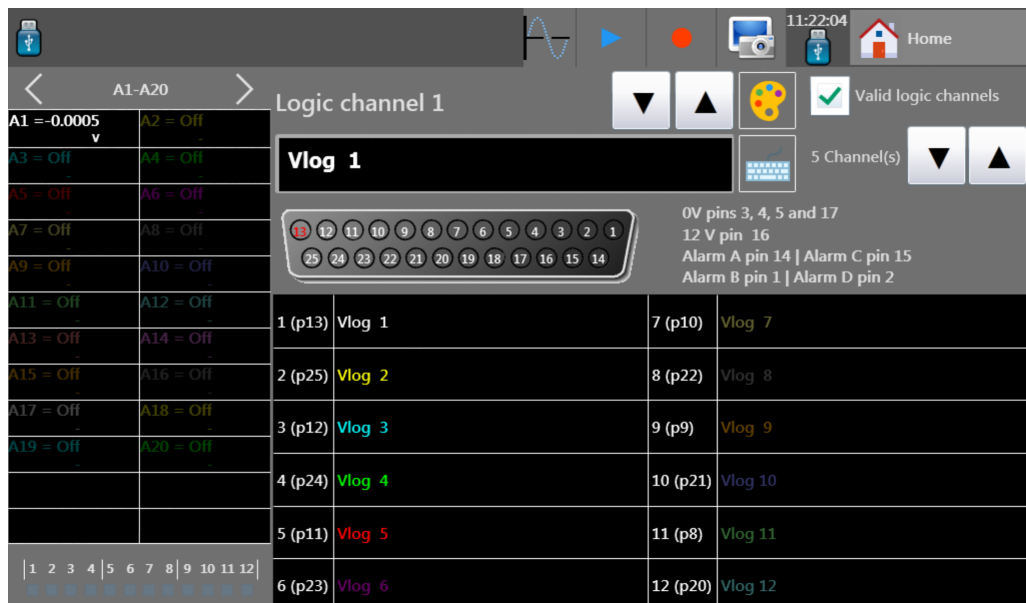 11:22:04
Home
A1-A20
Logic channel 1
Valid logic channels
A1 =-0.0005 A2 = Off
v -
A3 = Off A4 = Off
- -
A5 = Off A6 = Off
- -
A7 = Off A8 = Off
- -
A9 = Off A10 = Off
- -
A11 = Off A12 = Off
- -
A13 = Off A14 = Off
- -
A15 = Off A16 = Off
- -
A17 = Off A18 = Off
- -
A19 = Off A20 = Off
- -
1 2 3 4 5 6 7 8 9 10 11 12
Vlog 1
5 Channel(s)
13 12 11 10 9 8 7 6 5 4 3 2 1
25 24 23 22 21 20 19 18 17 16 15 14
0V pins 3, 4, 5 and 17
12 V pin 16
Alarm A pin 14 | Alarm C pin 15
Alarm B pin 1 | Alarm D pin 2
1 (p13) Vlog 1 7 (p10) Vlog 7
2 (p25) Vlog 2 8 (p22) Vlog 8
3 (p12) Vlog 3 9 (p9) Vlog 9
4 (p24) Vlog 4 10 (p21) Vlog 10
5 (p11) Vlog 5 11 (p8) Vlog 11
6 (p23) Vlog 6 12 (p20) Vlog 12